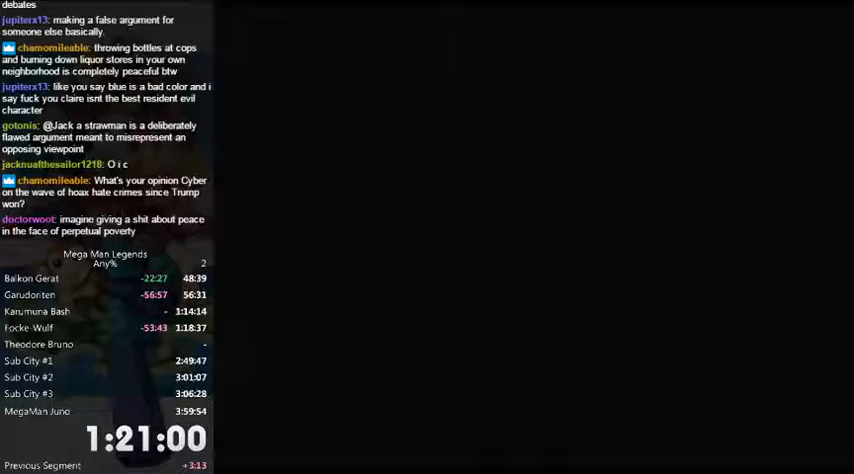 debates
jupiterx13: making a false argument for
someone else basically.
chamomileable: throwing bottles at cops
and burning down liquor stores in your own
neighborhood is completely peaceful btw
jupiterx13: like you say blue is a bad color and i
say fuck you claire isnt the best resident evil
character
gotonis: @Jack a strawman is a deliberately
flawed argument meant to misrepresent an
opposing viewpoint
jacknuafthesailor1218: O i c
chamomileable: What's your opinion Cyber
on the wave of hoax hate crimes since Trump
won?
doctorwoot: imagine giving a shit about peace
in the face of perpetual poverty
Mega Man Legends
Any% 2
Balkon Gerat -22:27 48:39
Garudoriten -56:57 56:31
Karumuna Bash - 1:14:14
Focke-Wulf -53:43 1:18:37
Theodore Bruno -
Sub City #1 2:49:47
Sub City #2 3:01:07
Sub City #3 3:06:28
MegaMan Juno 3:59:54
1:21:00
Previous Segment +3:13